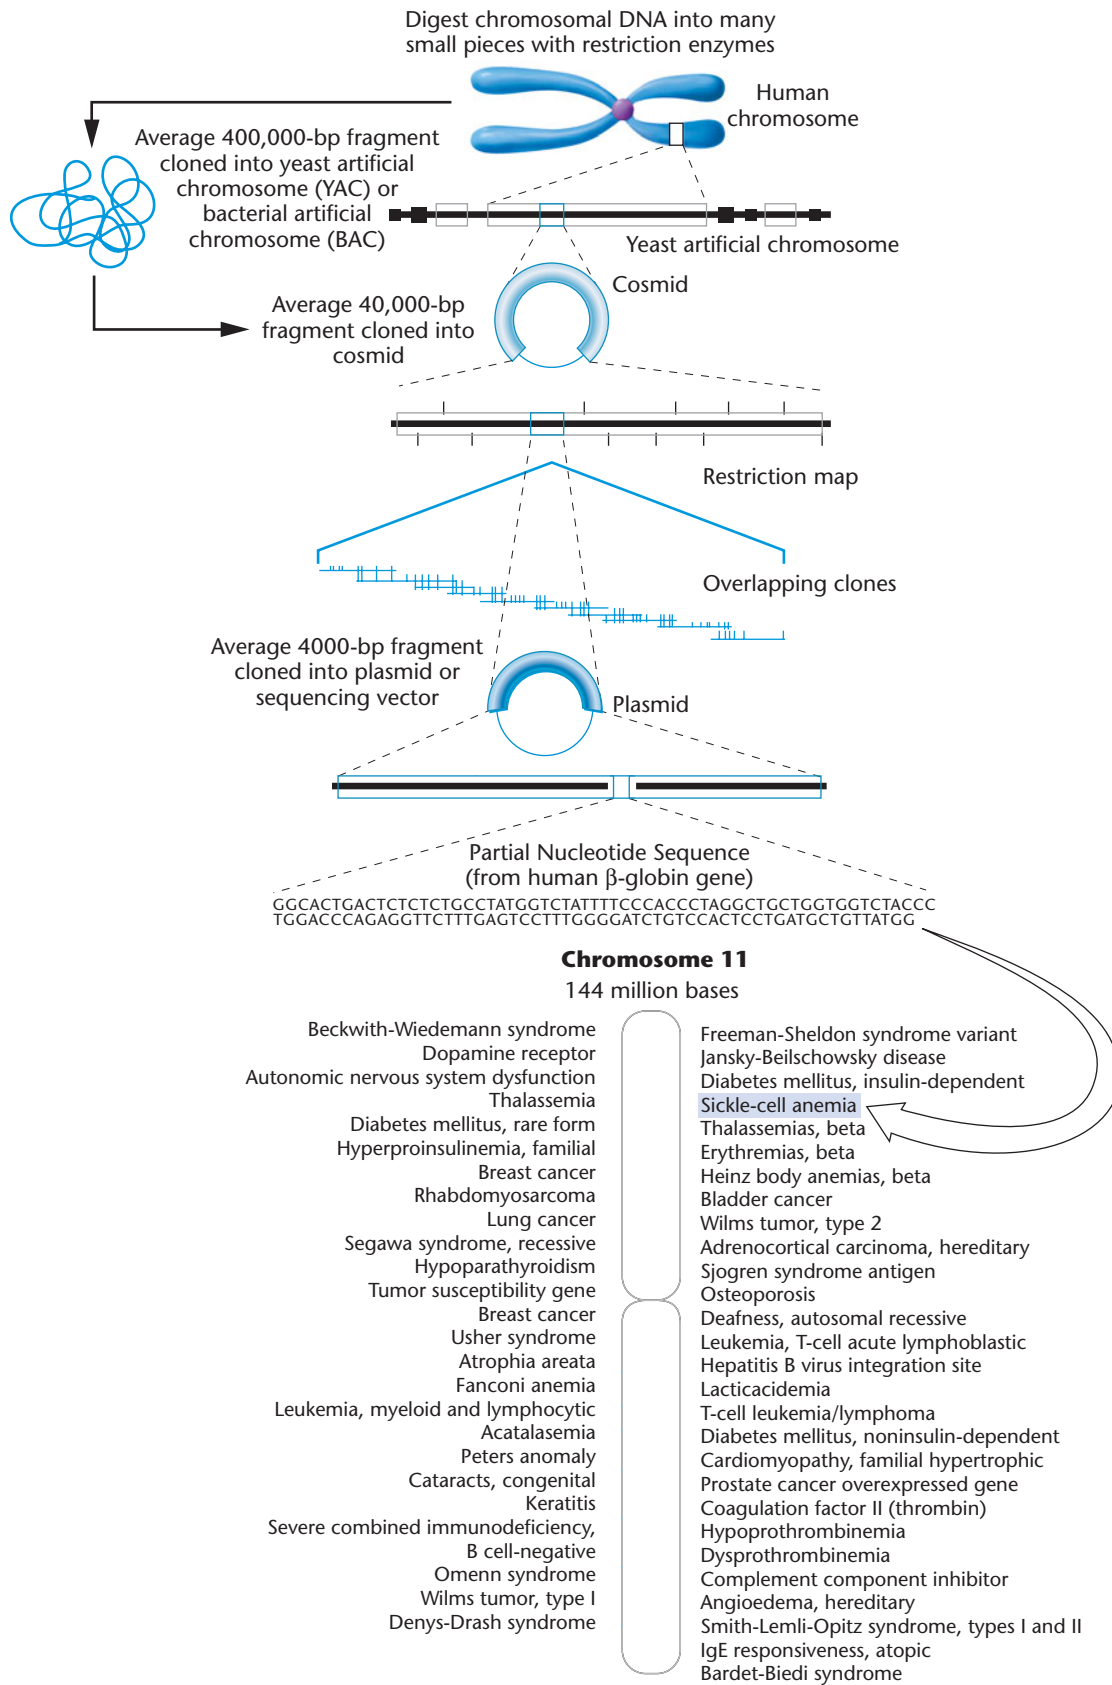 Digest chromosomal DNA into many
small pieces with restriction enzymes
Human
chromosome
Average 400,000-bp fragment
cloned into yeast artificial
chromosome (YAC) or
bacterial artificial
chromosome (BAC)
Yeast artificial chromosome
Cosmid
Average 40,000-bp
fragment cloned into
cosmid
Restriction map
Overlapping clones
Average 4000-bp fragment
cloned into plasmid or
sequencing vector
Plasmid
Partial Nucleotide Sequence
(from human β-globin gene)
GGCACTGACTCTCTCTGCCTATGGTCTATTTTCCCACCCTAGGCTGCTGGTGGTCTACCC
TGGACCCAGAGGTTCTTTGAGTCCTTTGGGGATCTGTCCACTCCTGATGCTGTTATGG
Chromosome 11
144 million bases
Beckwith-Wiedemann syndrome
Dopamine receptor
Autonomic nervous system dysfunction
Thalassemia
Diabetes mellitus, rare form
Hyperproinsulinemia, familial
Breast cancer
Rhabdomyosarcoma
Lung cancer
Segawa syndrome, recessive
Hypoparathyroidism
Tumor susceptibility gene
Breast cancer
Usher syndrome
Atrophia areata
Fanconi anemia
Leukemia, myeloid and lymphocytic
Acatalasemia
Peters anomaly
Cataracts, congenital
Keratitis
Severe combined immunodeficiency,
B cell-negative
Omenn syndrome
Wilms tumor, type I
Denys-Drash syndrome
Freeman-Sheldon syndrome variant
Jansky-Beilschowsky disease
Diabetes mellitus, insulin-dependent
Sickle-cell anemia
Thalassemias, beta
Erythremias, beta
Heinz body anemias, beta
Bladder cancer
Wilms tumor, type 2
Adrenocortical carcinoma, hereditary
Sjogren syndrome antigen
Osteoporosis
Deafness, autosomal recessive
Leukemia, T-cell acute lymphoblastic
Hepatitis B virus integration site
Lacticacidemia
T-cell leukemia/lymphoma
Diabetes mellitus, noninsulin-dependent
Cardiomyopathy, familial hypertrophic
Prostate cancer overexpressed gene
Coagulation factor II (thrombin)
Hypoprothrombinemia
Dysprothrombinemia
Complement component inhibitor
Angioedema, hereditary
Smith-Lemli-Opitz syndrome, types I and II
IgE responsiveness, atopic
Bardet-Biedi syndrome